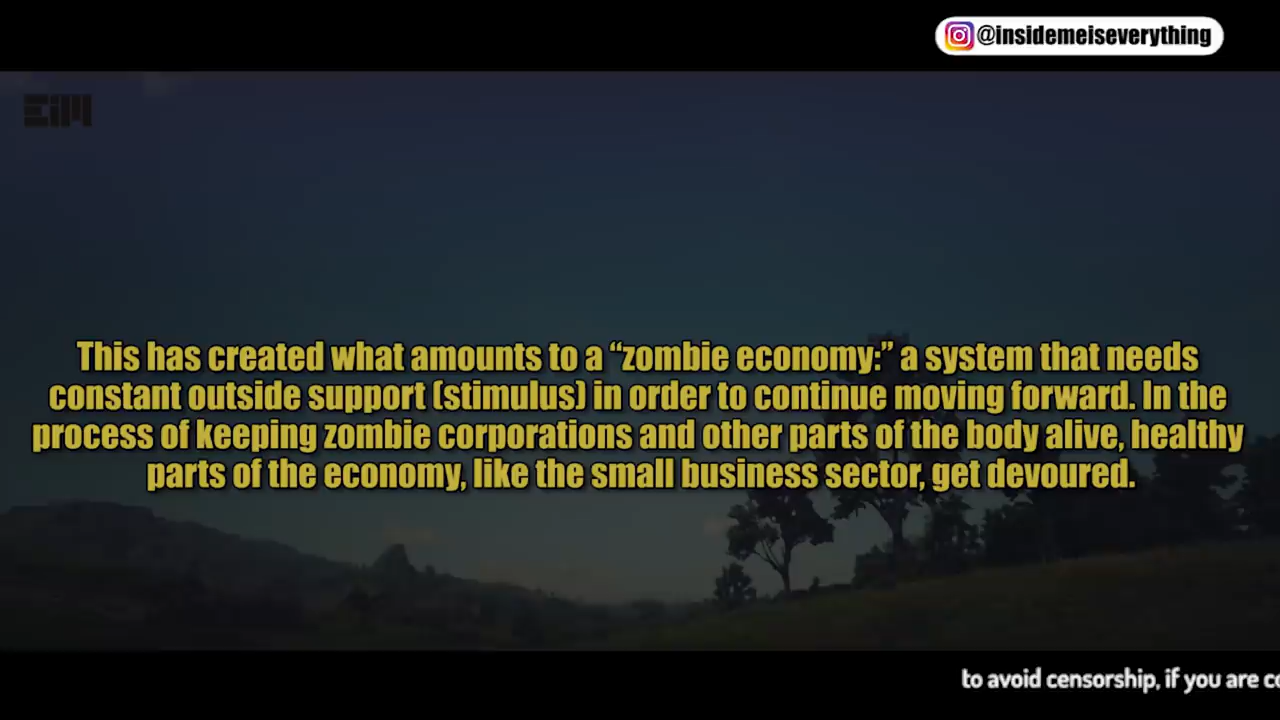 @insidemeiseverything
EiM
This has created what amounts to a “zombie economy:” a system that needs
constant outside support (stimulus) in order to continue moving forward. In the
process of keeping zombie corporations and other parts of the body alive, healthy
parts of the economy, like the small business sector, get devoured.
to avoid censorship, if you are